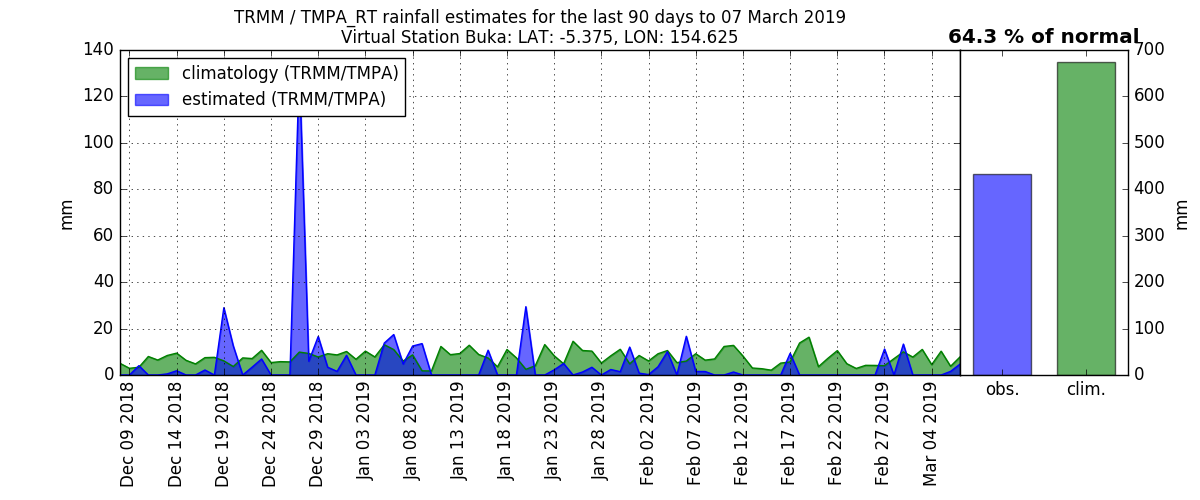 TRMM / TMPA_RT rainfall estimates for the last 90 days to 07 March 2019
Virtual Station Buka: LAT: -5.375, LON: 154.625
64.3 % of normal
climatology (TRMM/TMPA)
estimated (TRMM/TMPA)
mm
140
120
100
80
60
40
20
0
Dec 09 2018
Dec 14 2018
Dec 19 2018
Dec 24 2018
Dec 29 2018
Jan 03 2019
Jan 08 2019
Jan 13 2019
Jan 18 2019
Jan 23 2019
Jan 28 2019
Feb 02 2019
Feb 07 2019
Feb 12 2019
Feb 17 2019
Feb 22 2019
Feb 27 2019
Mar 04 2019
700
600
500
400
300
200
100
0
mm
obs.
clim.